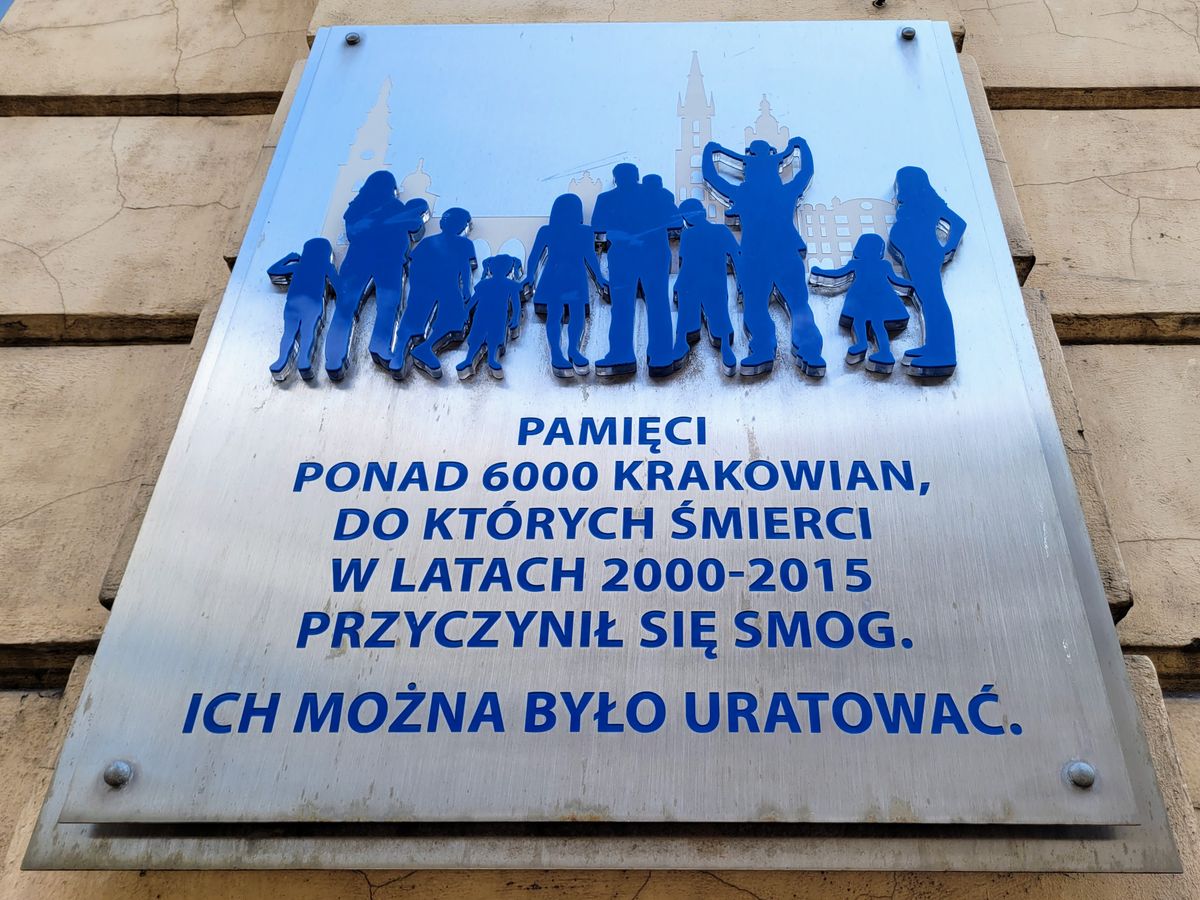 PAMIĘCI
PONAD 6000 KRAKOWIAN,
DO KTÓRYCH ŚMIERCI
W LATACH 2000-2015
PRZYCZYNIŁ SIĘ SMOG.
ICH MOŻNA BYŁO URATOWAĆ.